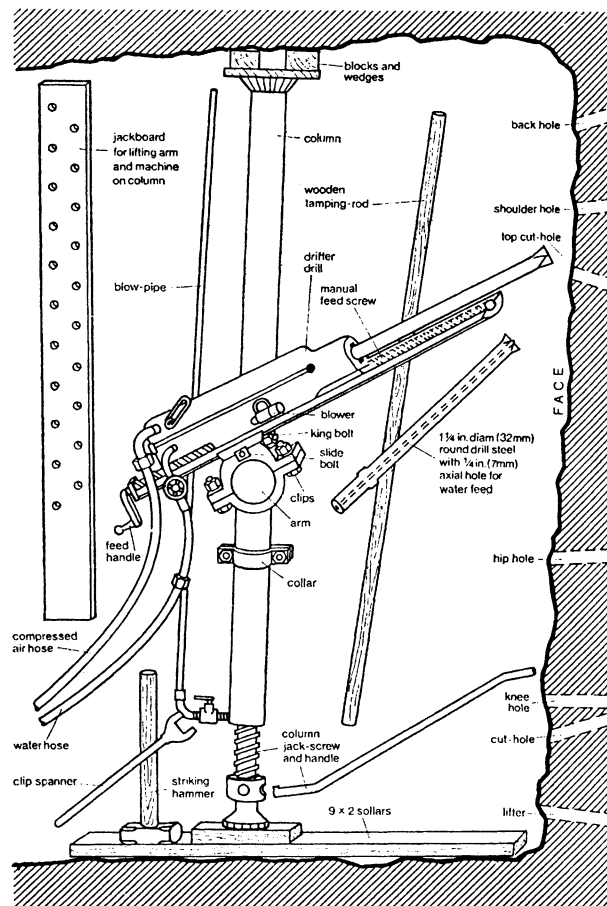 blocks and
wedges
jackboard
for lifting arm
and machine
on column
column
back hole
wooden
tamping-rod
shoulder hole
top cut-hole
drifter
drill
blow-pipe
manual
feed screw
FACE
blower
king bolt
1¼ in. diam (32mm)
round drill steel
with ¼ in. (7mm)
axial hole for
water feed
slide
bolt
clips
arm
feed
handle
hip hole
collar
compressed
air hose
knee
hole
water hose
column
jack-screw
and handle
cut-hole
clip spanner
striking
hammer
9 × 2 sollars
lifter